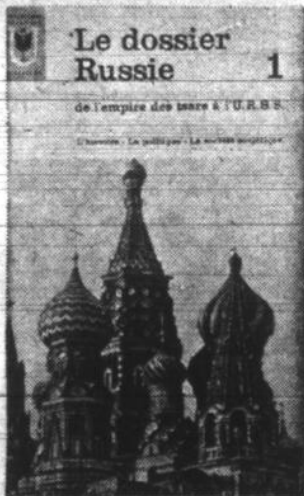 Le dossier
Russie 1
de l'empire des tsars à l'U.R.S.S.
L'histoire - La politique - La société soviétique